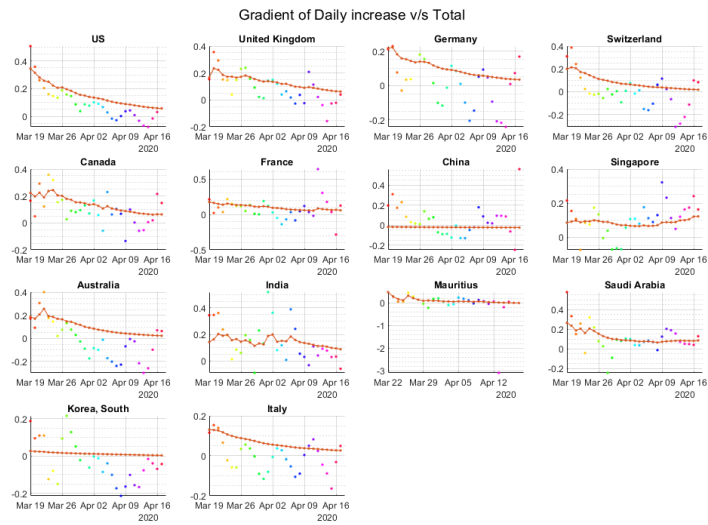 Gradient of Daily increase v/s Total
US
United Kingdom
Germany
Switzerland
0.4
0.2
0
Mar 19 Mar 26 Apr 02 Apr 09 Apr 16
2020
0.4
0.2
0
-0.2
Mar 19 Mar 26 Apr 02 Apr 09 Apr 16
2020
0.2
0
-0.2
Mar 19 Mar 26 Apr 02 Apr 09 Apr 16
2020
0.4
0.2
0
-0.2
Mar 19 Mar 26 Apr 02 Apr 09 Apr 16
2020
Canada
France
China
Singapore
0.4
0.2
0
-0.2
Mar 19 Mar 26 Apr 02 Apr 09 Apr 16
2020
0.5
0
-0.5
Mar 19 Mar 26 Apr 02 Apr 09 Apr 16
2020
0.4
0.2
0
-0.2
Mar 19 Mar 26 Apr 02 Apr 09 Apr 16
2020
0.4
0.2
0
Mar 19 Mar 26 Apr 02 Apr 09 Apr 16
2020
Australia
India
Mauritius
Saudi Arabia
0.4
0.2
0
-0.2
Mar 19 Mar 26 Apr 02 Apr 09 Apr 16
2020
0.4
0.2
0
Mar 19 Mar 26 Apr 02 Apr 09 Apr 16
2020
0
-1
-2
-3
Mar 22 Mar 29 Apr 05 Apr 12
2020
0.4
0.2
0
-0.2
Mar 19 Mar 26 Apr 02 Apr 09 Apr 16
2020
Korea, South
Italy
0.2
0
-0.2
Mar 19 Mar 26 Apr 02 Apr 09 Apr 16
2020
0.2
0
-0.2
Mar 19 Mar 26 Apr 02 Apr 09 Apr 16
2020